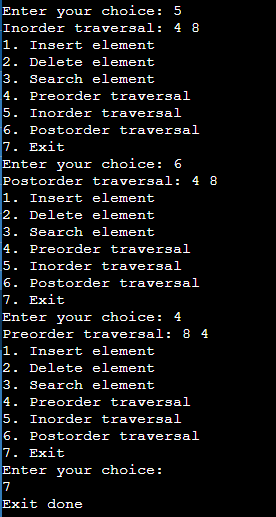 Enter your choice: 5
Inorder traversal: 4 8
1. Insert element
2. Delete element
3. Search element
4. Preorder traversal
5. Inorder traversal
6. Postorder traversal
7. Exit
Enter your choice: 6
Postorder traversal: 4 8
1. Insert element
2. Delete element
3. Search element
4. Preorder traversal
5. Inorder traversal
6. Postorder traversal
7. Exit
Enter your choice: 4
Preorder traversal: 8 4
1. Insert element
2. Delete element
3. Search element
4. Preorder traversal
5. Inorder traversal
6. Postorder traversal
7. Exit
Enter your choice:
7
Exit done